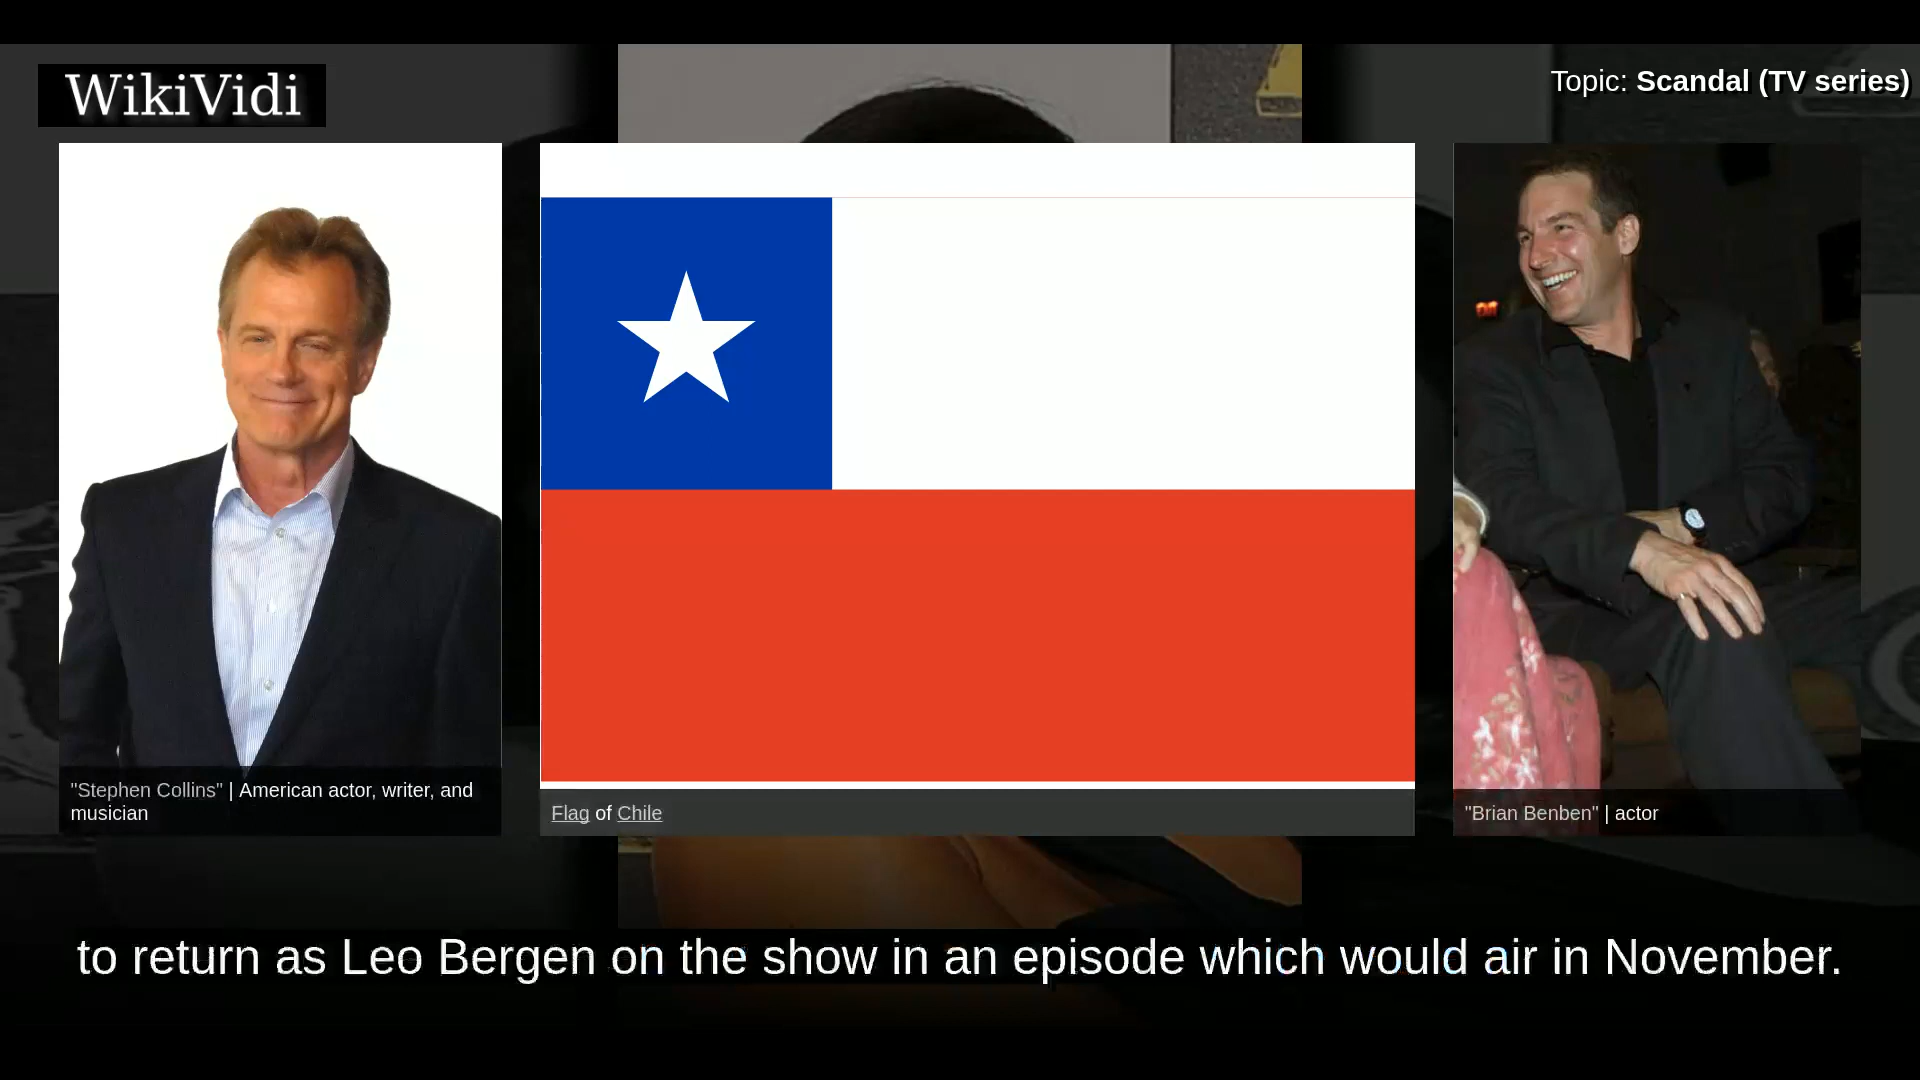 WikiVidi
Topic: Scandal (TV series)
"Stephen Collins" | American actor, writer, and
musician
Flag of Chile
"Brian Benben" | actor
to return as Leo Bergen on the show in an episode which would air in November.